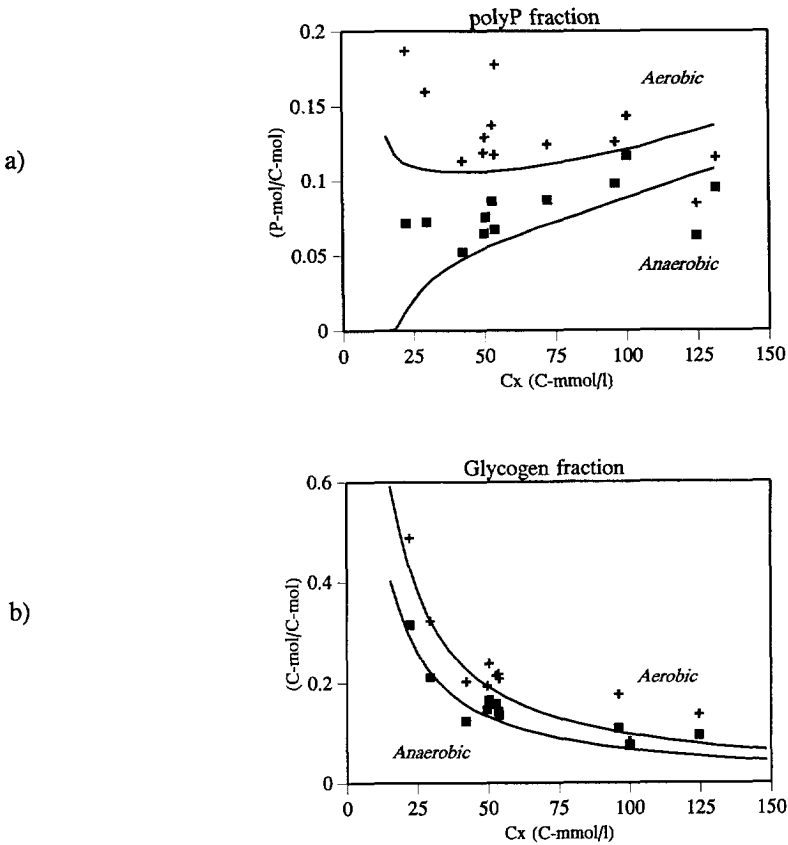 a)
polyP fraction
(P-mol/C-mol)
0.2
0.15
0.1
0.05
0
Aerobic
Anaerobic
0 25 50 75 100 125 150
Cx (C-mmol/l)
b)
Glycogen fraction
(C-mol/C-mol)
0.6
0.4
0.2
0
Aerobic
Anaerobic
0 25 50 75 100 125 150
Cx (C-mmol/l)